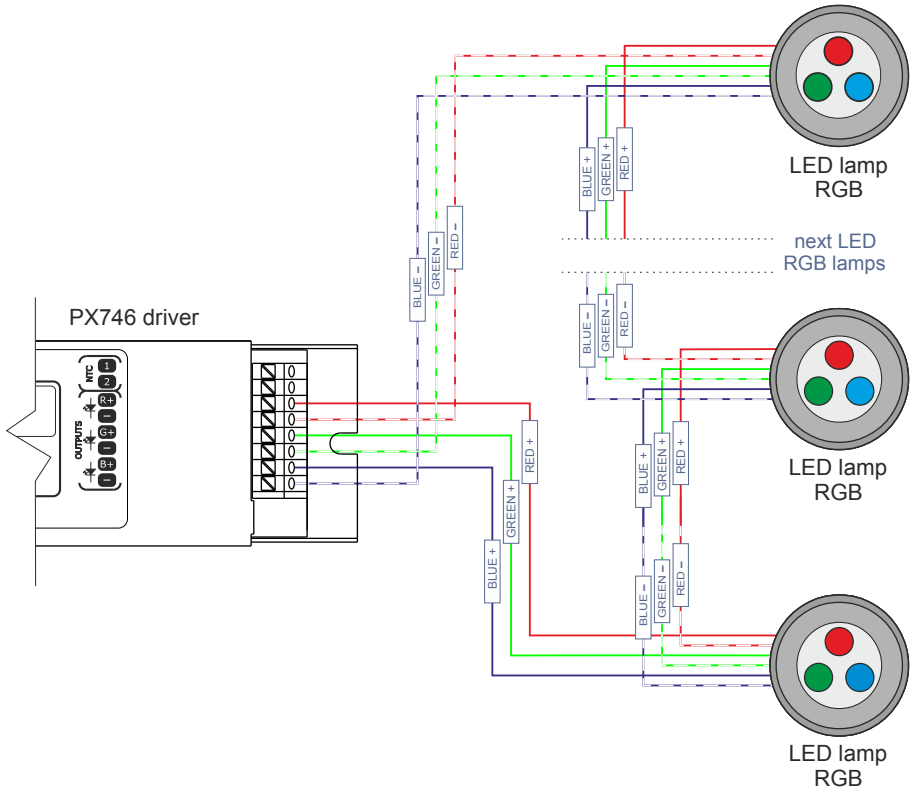 LED lamp
RGB
BLUE +
GREEN +
RED +
next LED
RGB lamps
BLUE −
GREEN −
RED −
PX746 driver
BLUE −
GREEN −
RED −
NTC
1
2
OUTPUTS
R+
−
G+
−
B+
−
LED lamp
RGB
RED +
GREEN +
BLUE +
BLUE +
GREEN +
RED +
BLUE −
GREEN −
RED −
LED lamp
RGB